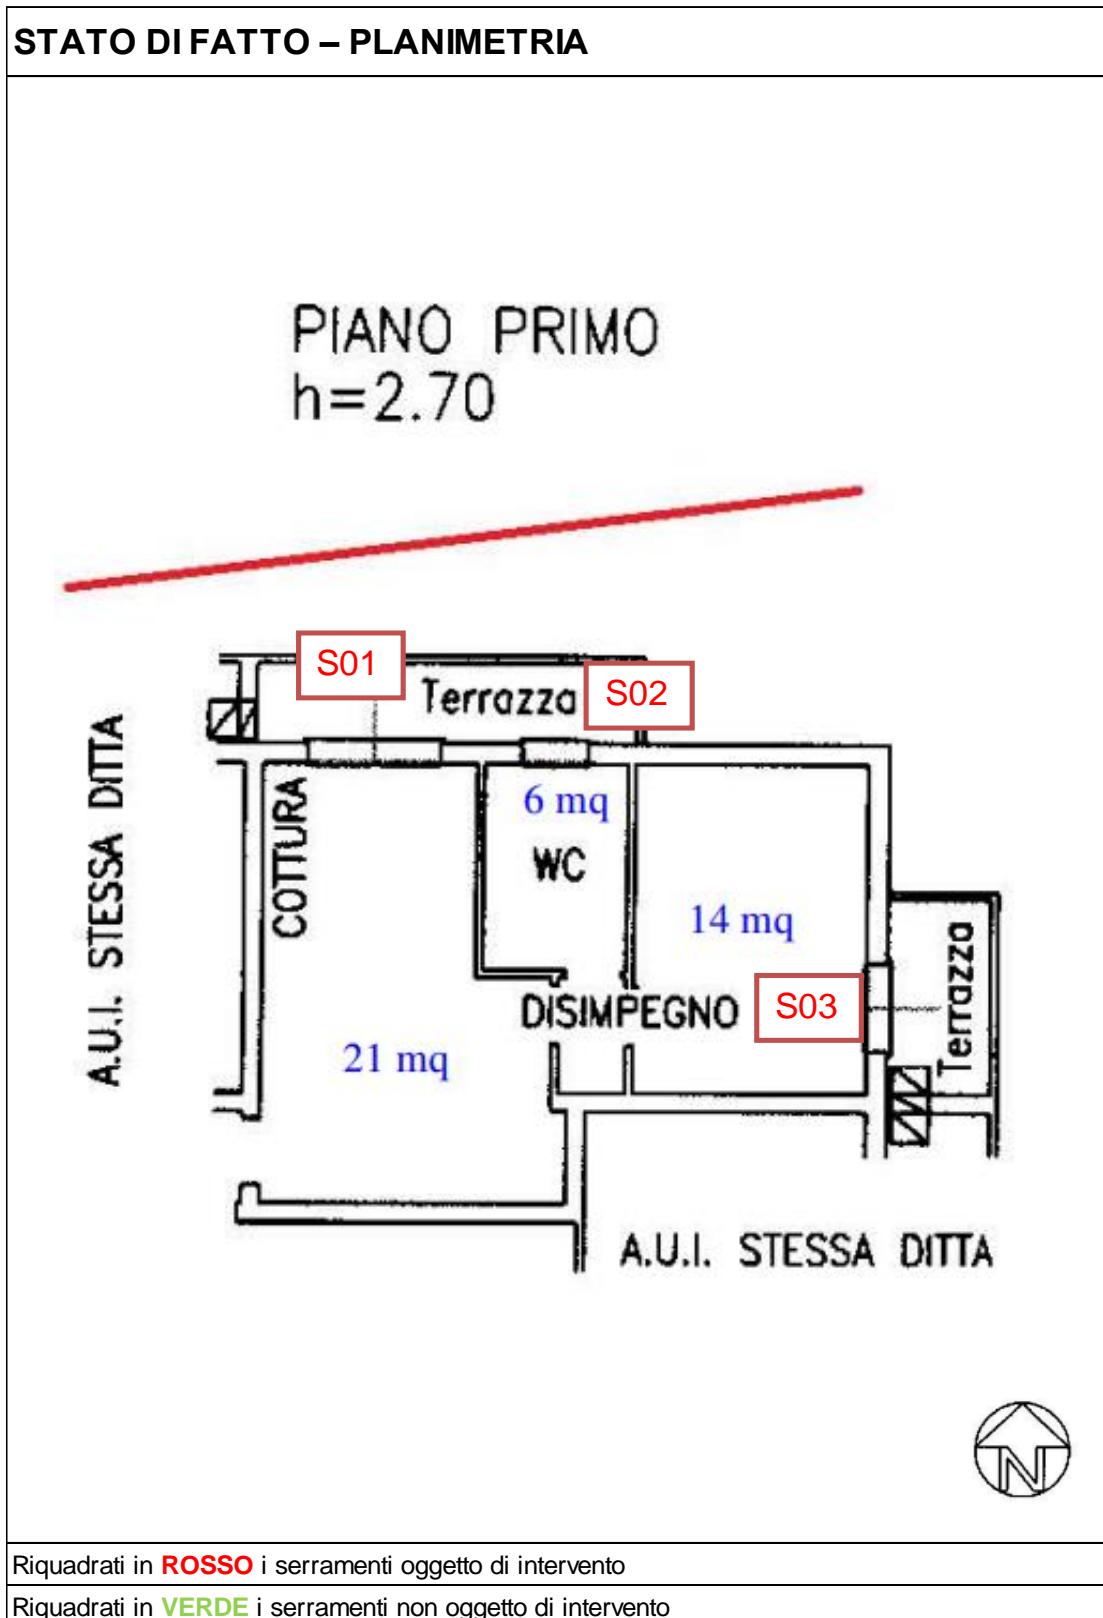 STATO DI FATTO – PLANIMETRIA
PIANO PRIMO
h=2.70
S01
Terrazza
S02
A.U.I. STESSA DITTA
COTTURA
6 mq
WC
14 mq
Terrazza
DISIMPEGNO
S03
21 mq
A.U.I. STESSA DITTA
N
Riquadrati in ROSSO i serramenti oggetto di intervento
Riquadrati in VERDE i serramenti non oggetto di intervento